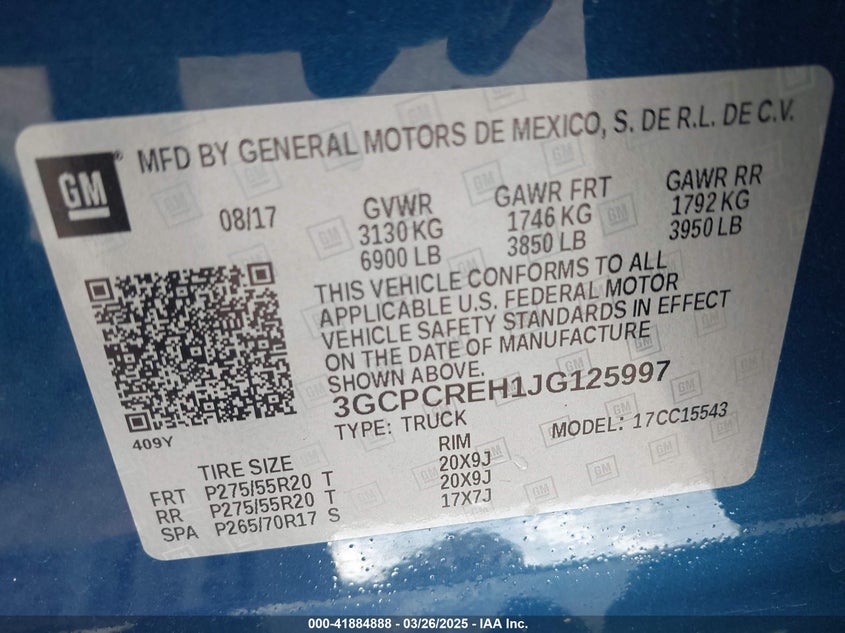 GM
MFD BY GENERAL MOTORS DE MEXICO, S. DE R.L. DE C.V.
08/17
GVWR
3130 KG
6900 LB
GAWR FRT
1746 KG
3850 LB
GAWR RR
1792 KG
3950 LB
THIS VEHICLE CONFORMS TO ALL
APPLICABLE U.S. FEDERAL MOTOR
VEHICLE SAFETY STANDARDS IN EFFECT
ON THE DATE OF MANUFACTURE
SHOWN ABOVE.
3GCPCREH1JG125997
TYPE: TRUCK MODEL: 17CC15543
409Y
TIRE SIZE RIM
FRT P275/55R20 T 20X9J
RR P275/55R20 T 20X9J
SPA P265/70R17 S 17X7J
000-41884888 - 03/26/2025 - IAA Inc.